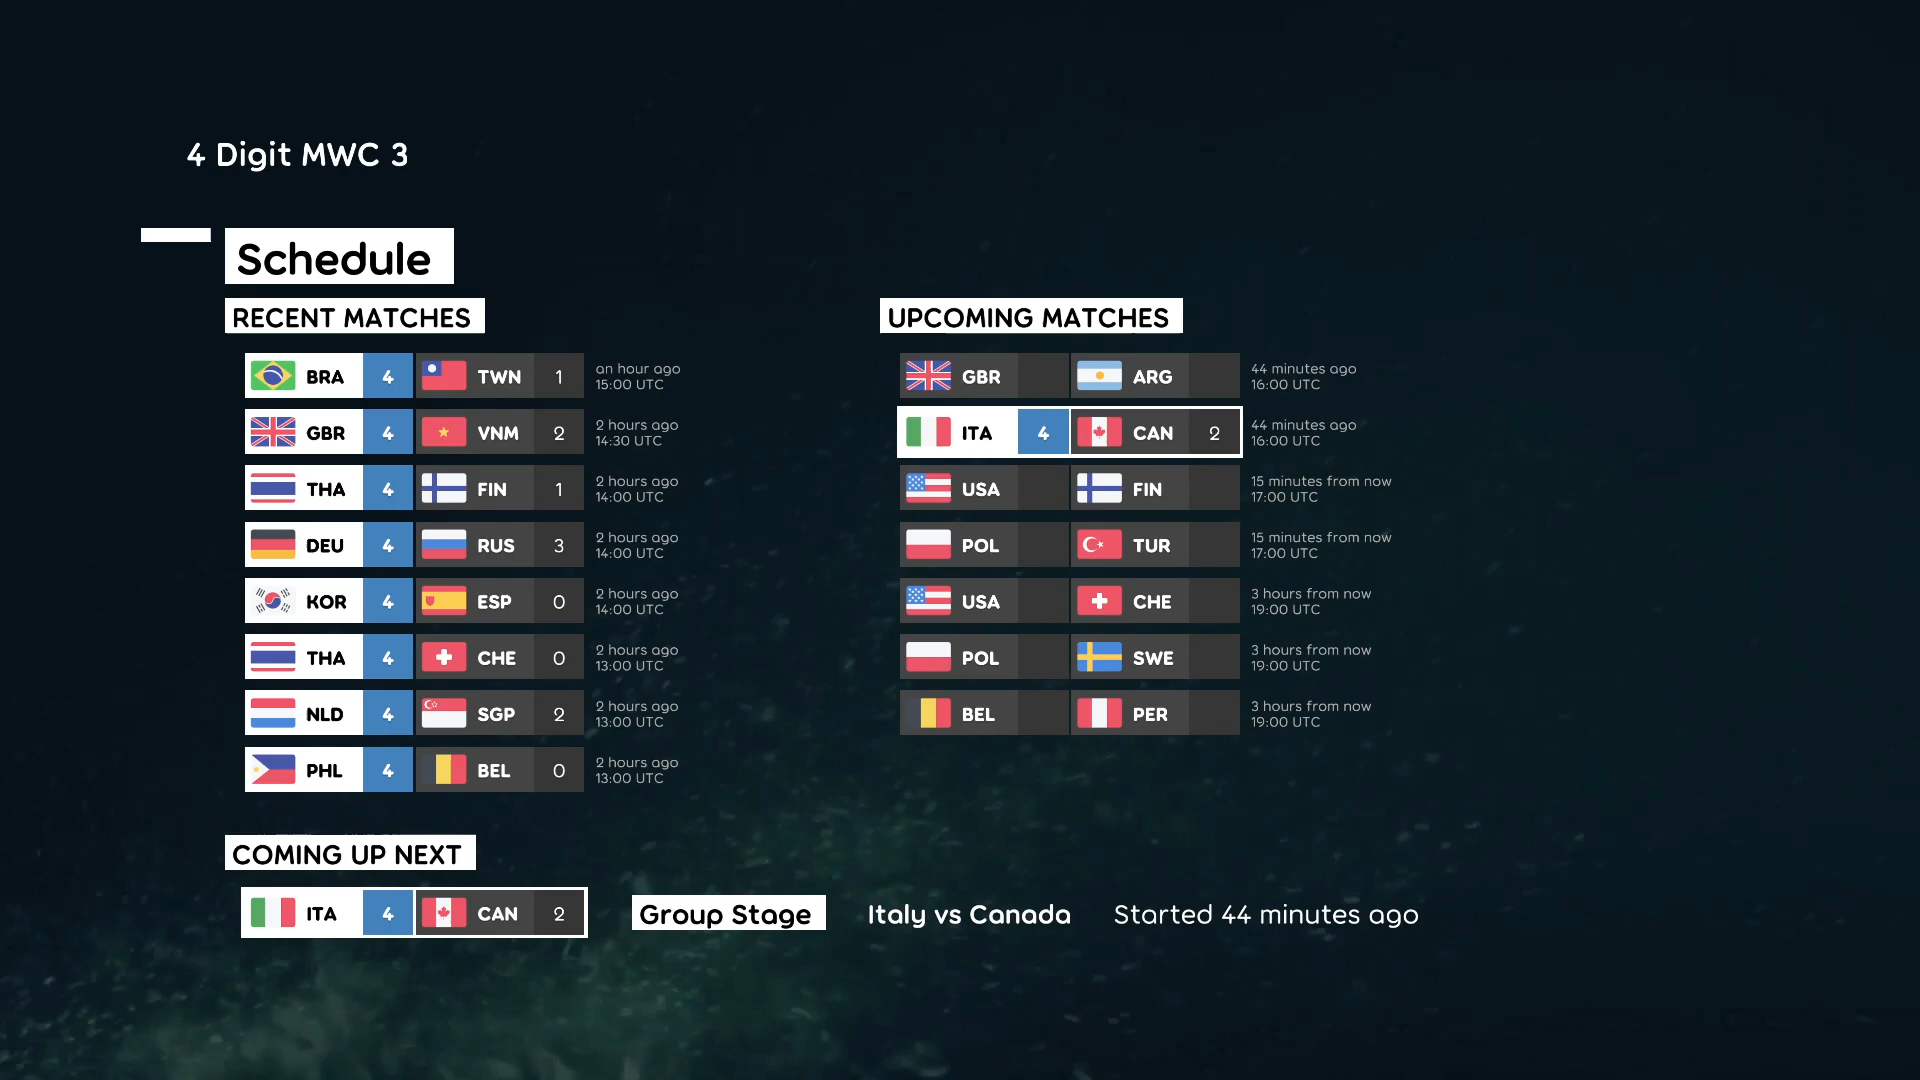 4 Digit MWC 3
Schedule
RECENT MATCHES
BRA 4 TWN 1 an hour ago
15:00 UTC
GBR 4 VNM 2 2 hours ago
14:30 UTC
THA 4 FIN 1 2 hours ago
14:00 UTC
DEU 4 RUS 3 2 hours ago
14:00 UTC
KOR 4 ESP 0 2 hours ago
14:00 UTC
THA 4 CHE 0 2 hours ago
13:00 UTC
NLD 4 SGP 2 2 hours ago
13:00 UTC
PHL 4 BEL 0 2 hours ago
13:00 UTC
UPCOMING MATCHES
GBR ARG 44 minutes ago
16:00 UTC
ITA 4 CAN 2 44 minutes ago
16:00 UTC
USA FIN 15 minutes from now
17:00 UTC
POL TUR 15 minutes from now
17:00 UTC
USA CHE 3 hours from now
19:00 UTC
POL SWE 3 hours from now
19:00 UTC
BEL PER 3 hours from now
19:00 UTC
COMING UP NEXT
ITA 4 CAN 2 Group Stage Italy vs Canada Started 44 minutes ago